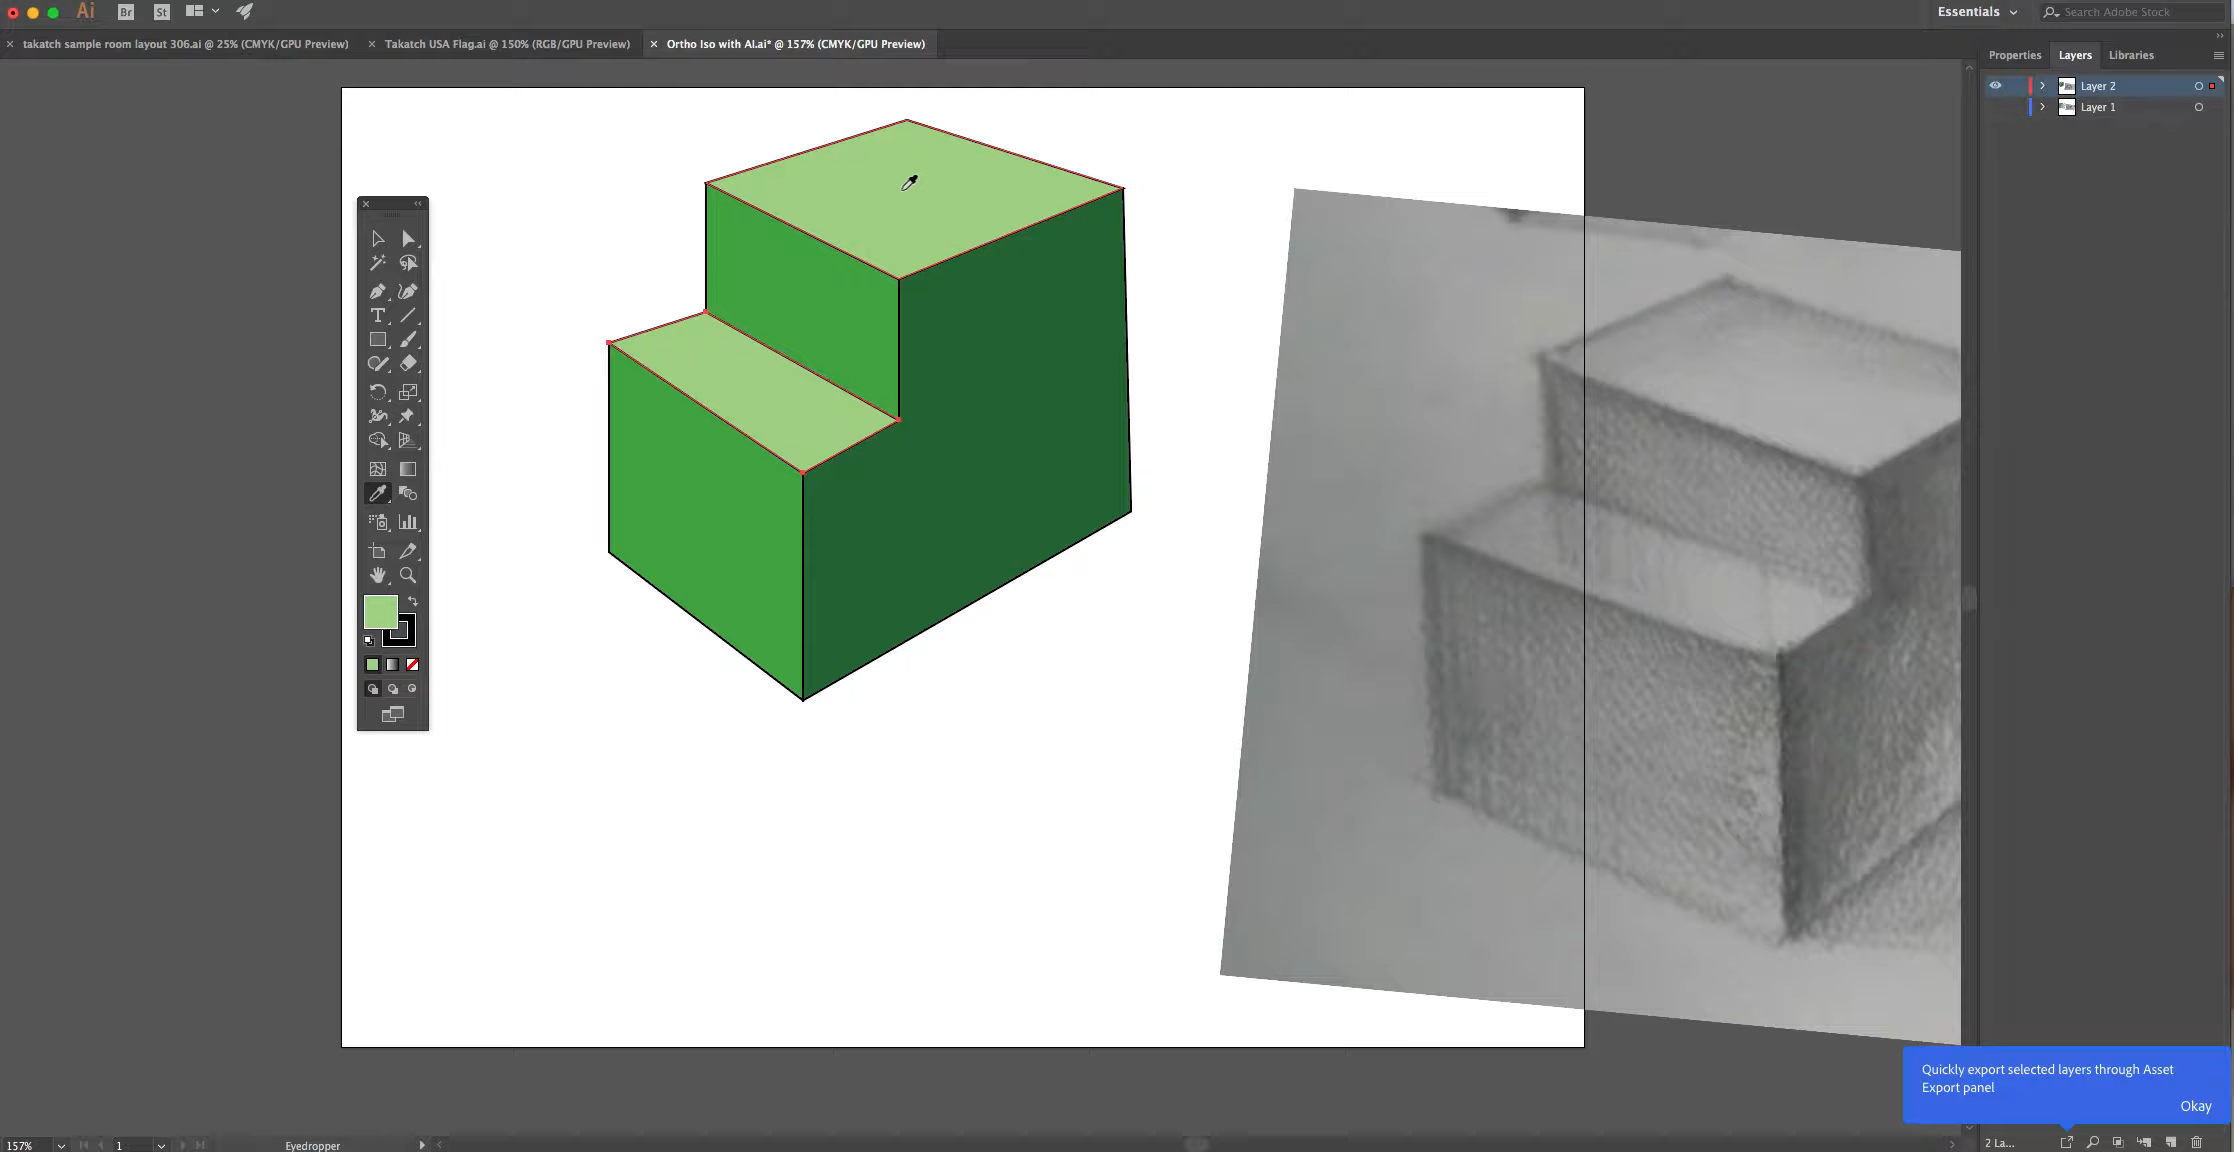 Ai Br St Essentials Search Adobe Stock
takatch sample room layout 306.ai @ 25% (CMYK/GPU Preview) Takatch USA Flag.ai @ 150% (RGB/GPU Preview) Ortho Iso with AI.ai* @ 157% (CMYK/GPU Preview)
Properties Layers Libraries
Layer 2
Layer 1
T
Quickly export selected layers through Asset
Export panel
Okay
157% 1 Eyedropper 2 La...